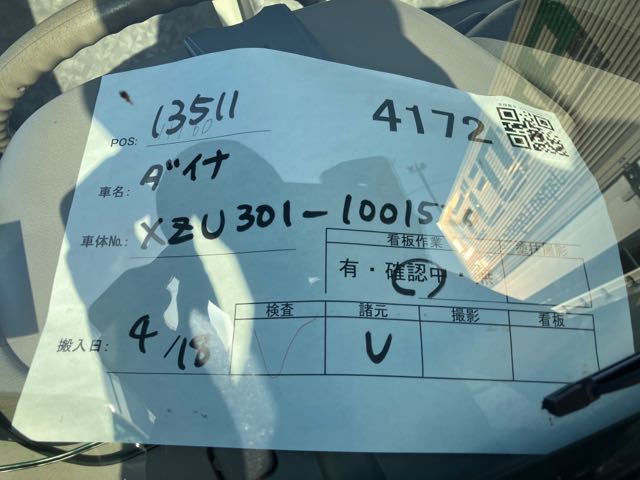 4172
POS: 13511
車名: ダイナ
車体No.: XZU301-10015
看板作業
有・確認中・
検査 諸元 撮影 看板
U
搬入日: 4/18